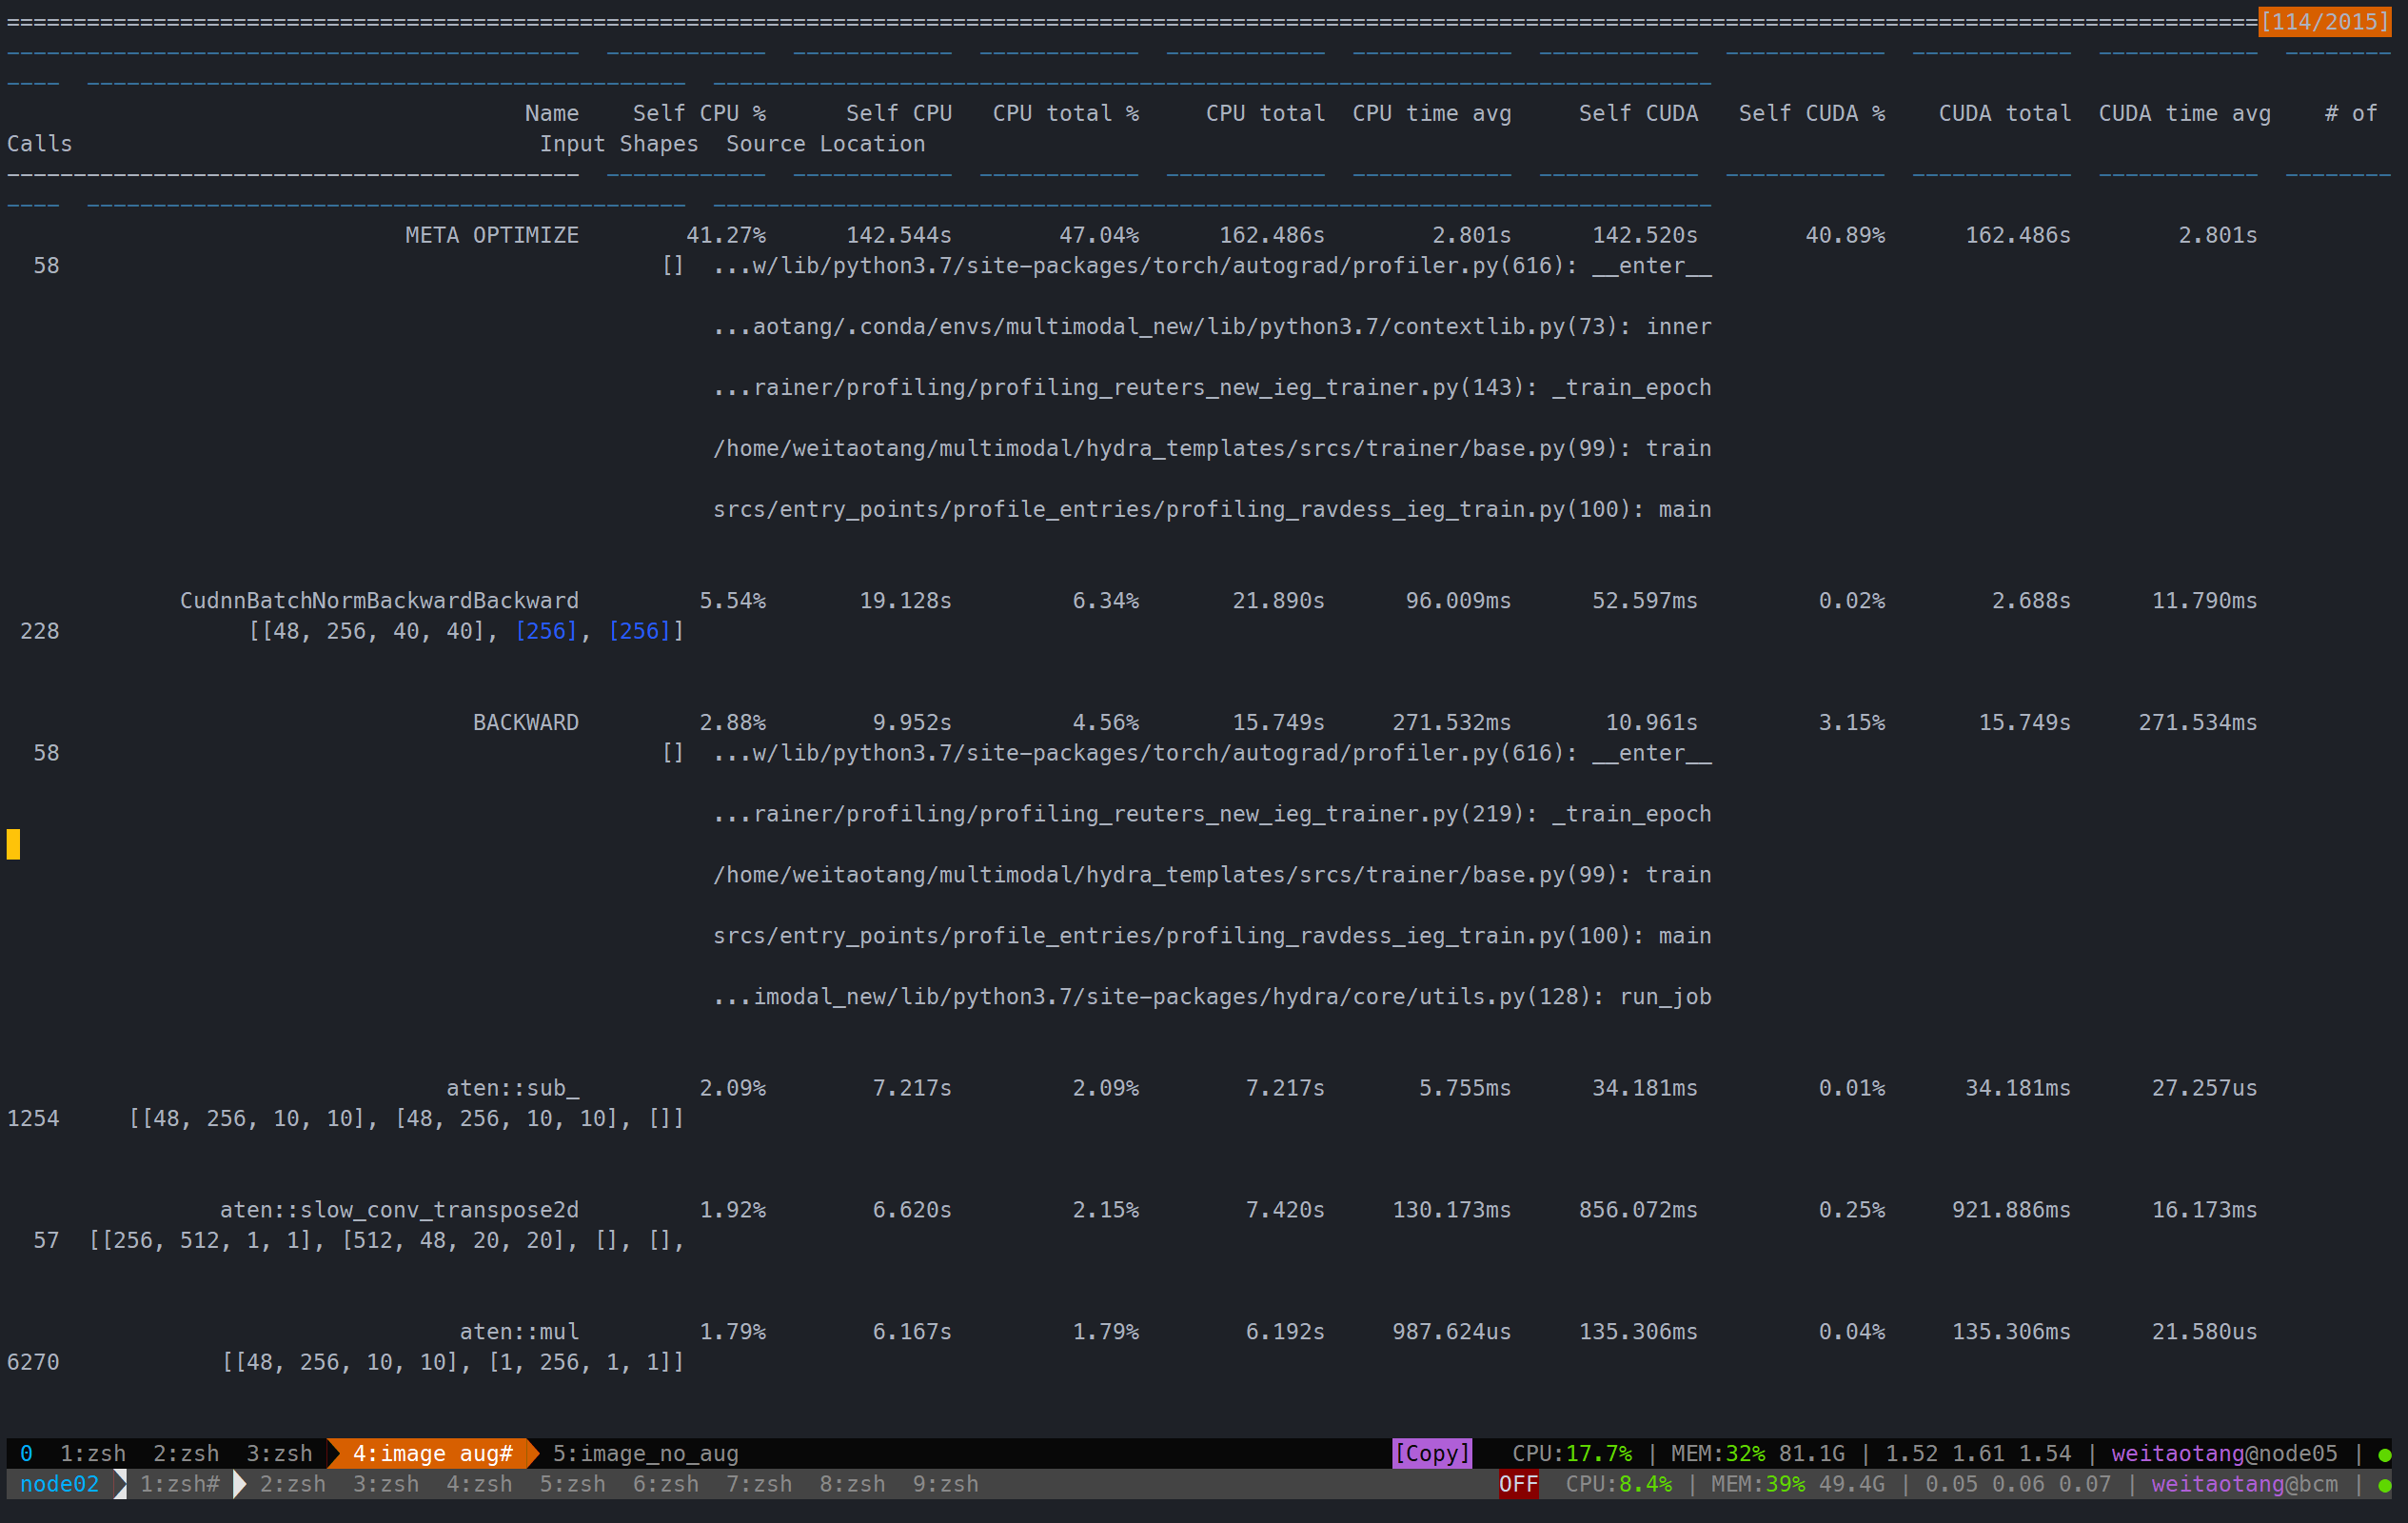 [114/2015]
Name Self CPU % Self CPU CPU total % CPU total CPU time avg Self CUDA Self CUDA % CUDA total CUDA time avg # of
Calls Input Shapes Source Location
META OPTIMIZE 41.27% 142.544s 47.04% 162.486s 2.801s 142.520s 40.89% 162.486s 2.801s
58 [] ...w/lib/python3.7/site-packages/torch/autograd/profiler.py(616): __enter__
...aotang/.conda/envs/multimodal_new/lib/python3.7/contextlib.py(73): inner
...rainer/profiling/profiling_reuters_new_ieg_trainer.py(143): _train_epoch
/home/weitaotang/multimodal/hydra_templates/srcs/trainer/base.py(99): train
srcs/entry_points/profile_entries/profiling_ravdess_ieg_train.py(100): main
CudnnBatchNormBackwardBackward 5.54% 19.128s 6.34% 21.890s 96.009ms 52.597ms 0.02% 2.688s 11.790ms
228 [[48, 256, 40, 40], [256], [256]]
BACKWARD 2.88% 9.952s 4.56% 15.749s 271.532ms 10.961s 3.15% 15.749s 271.534ms
58 [] ...w/lib/python3.7/site-packages/torch/autograd/profiler.py(616): __enter__
...rainer/profiling/profiling_reuters_new_ieg_trainer.py(219): _train_epoch
/home/weitaotang/multimodal/hydra_templates/srcs/trainer/base.py(99): train
srcs/entry_points/profile_entries/profiling_ravdess_ieg_train.py(100): main
...imodal_new/lib/python3.7/site-packages/hydra/core/utils.py(128): run_job
aten::sub_ 2.09% 7.217s 2.09% 7.217s 5.755ms 34.181ms 0.01% 34.181ms 27.257us
1254 [[48, 256, 10, 10], [48, 256, 10, 10], []]
aten::slow_conv_transpose2d 1.92% 6.620s 2.15% 7.420s 130.173ms 856.072ms 0.25% 921.886ms 16.173ms
57 [[256, 512, 1, 1], [512, 48, 20, 20], [], [],
aten::mul 1.79% 6.167s 1.79% 6.192s 987.624us 135.306ms 0.04% 135.306ms 21.580us
6270 [[48, 256, 10, 10], [1, 256, 1, 1]]
0 1:zsh 2:zsh 3:zsh 4:image aug# 5:image_no_aug [Copy] CPU:17.7% | MEM:32% 81.1G | 1.52 1.61 1.54 | weitaotang@node05 | ●
node02 1:zsh# 2:zsh 3:zsh 4:zsh 5:zsh 6:zsh 7:zsh 8:zsh 9:zsh OFF CPU:8.4% | MEM:39% 49.4G | 0.05 0.06 0.07 | weitaotang@bcm | ●